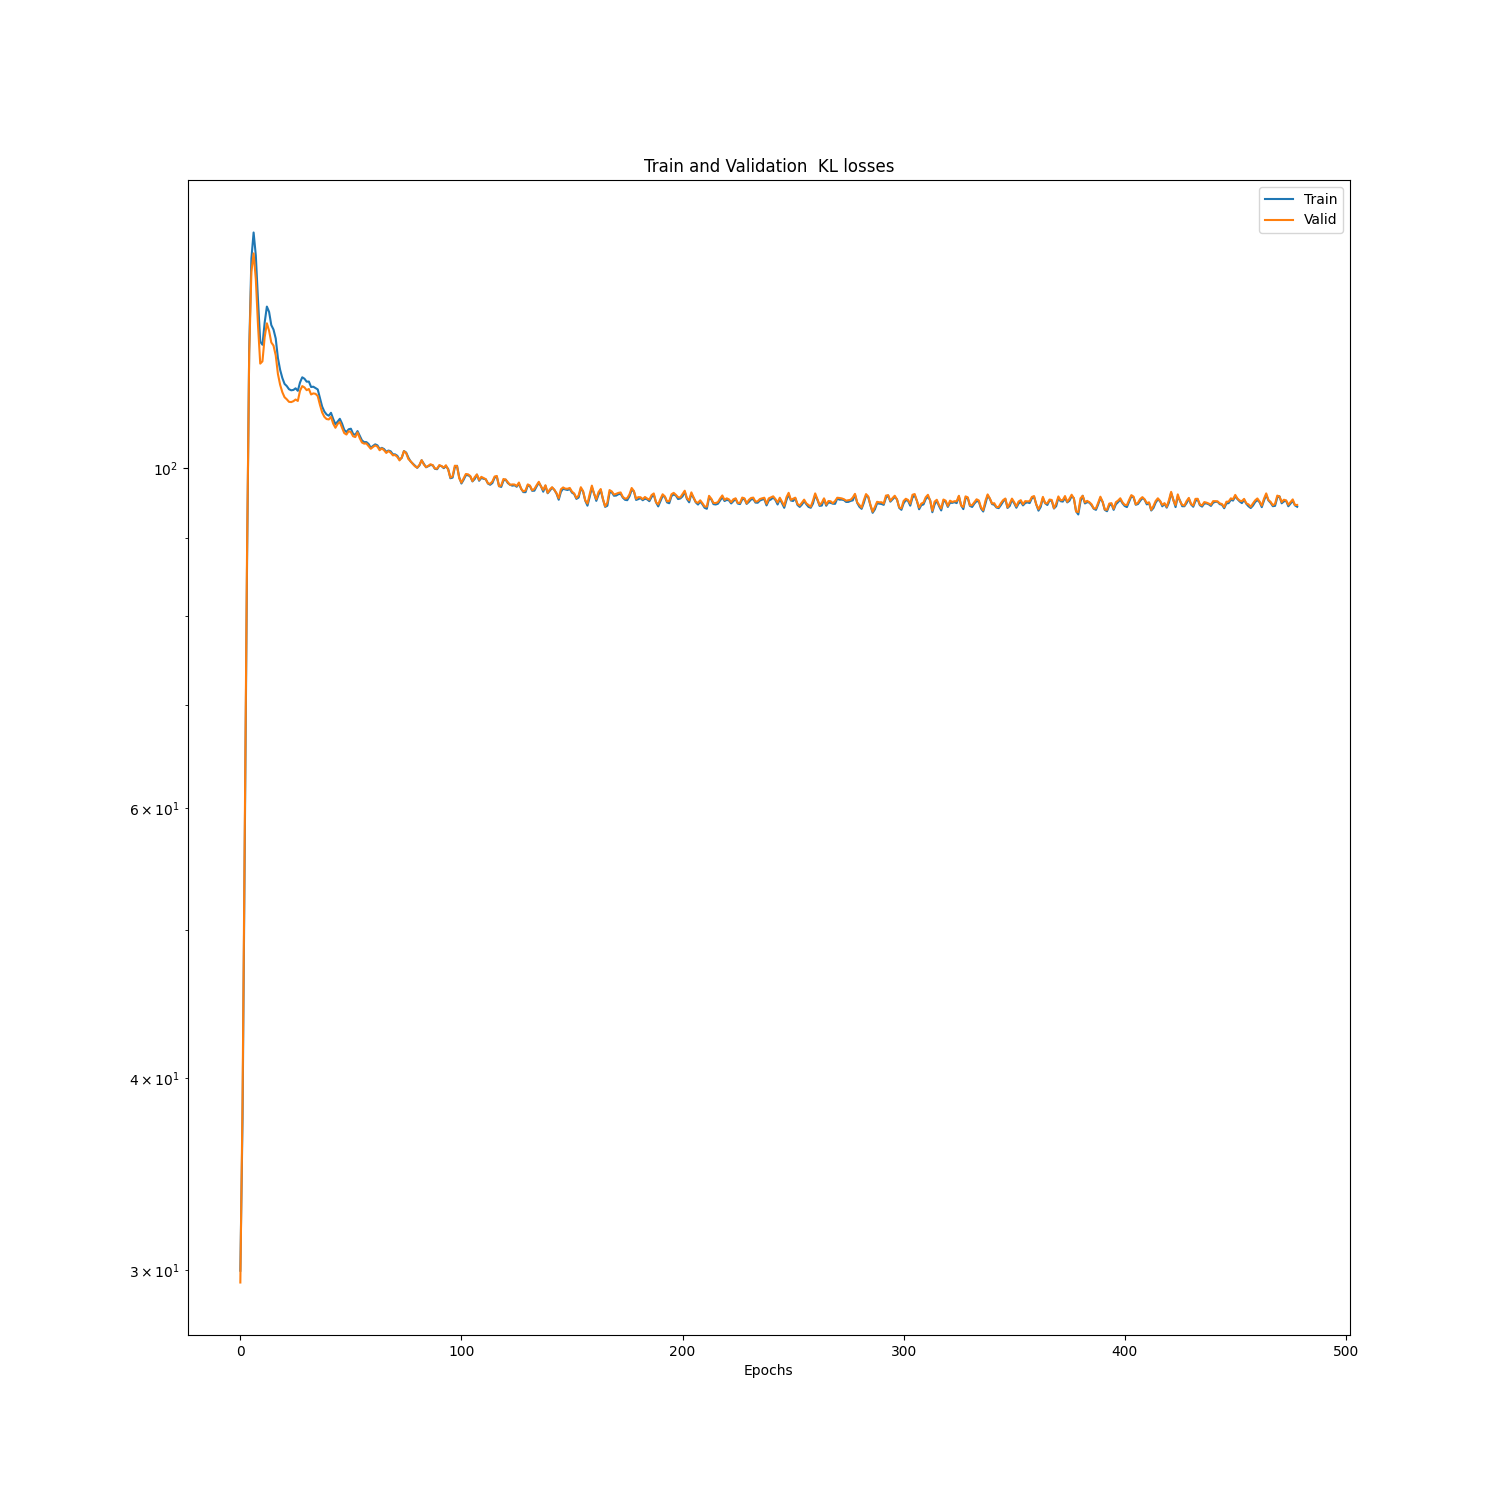 Train and Validation  KL losses
Train
Valid
10²
6 × 10¹
4 × 10¹
3 × 10¹
0 100 200 300 400 500
Epochs